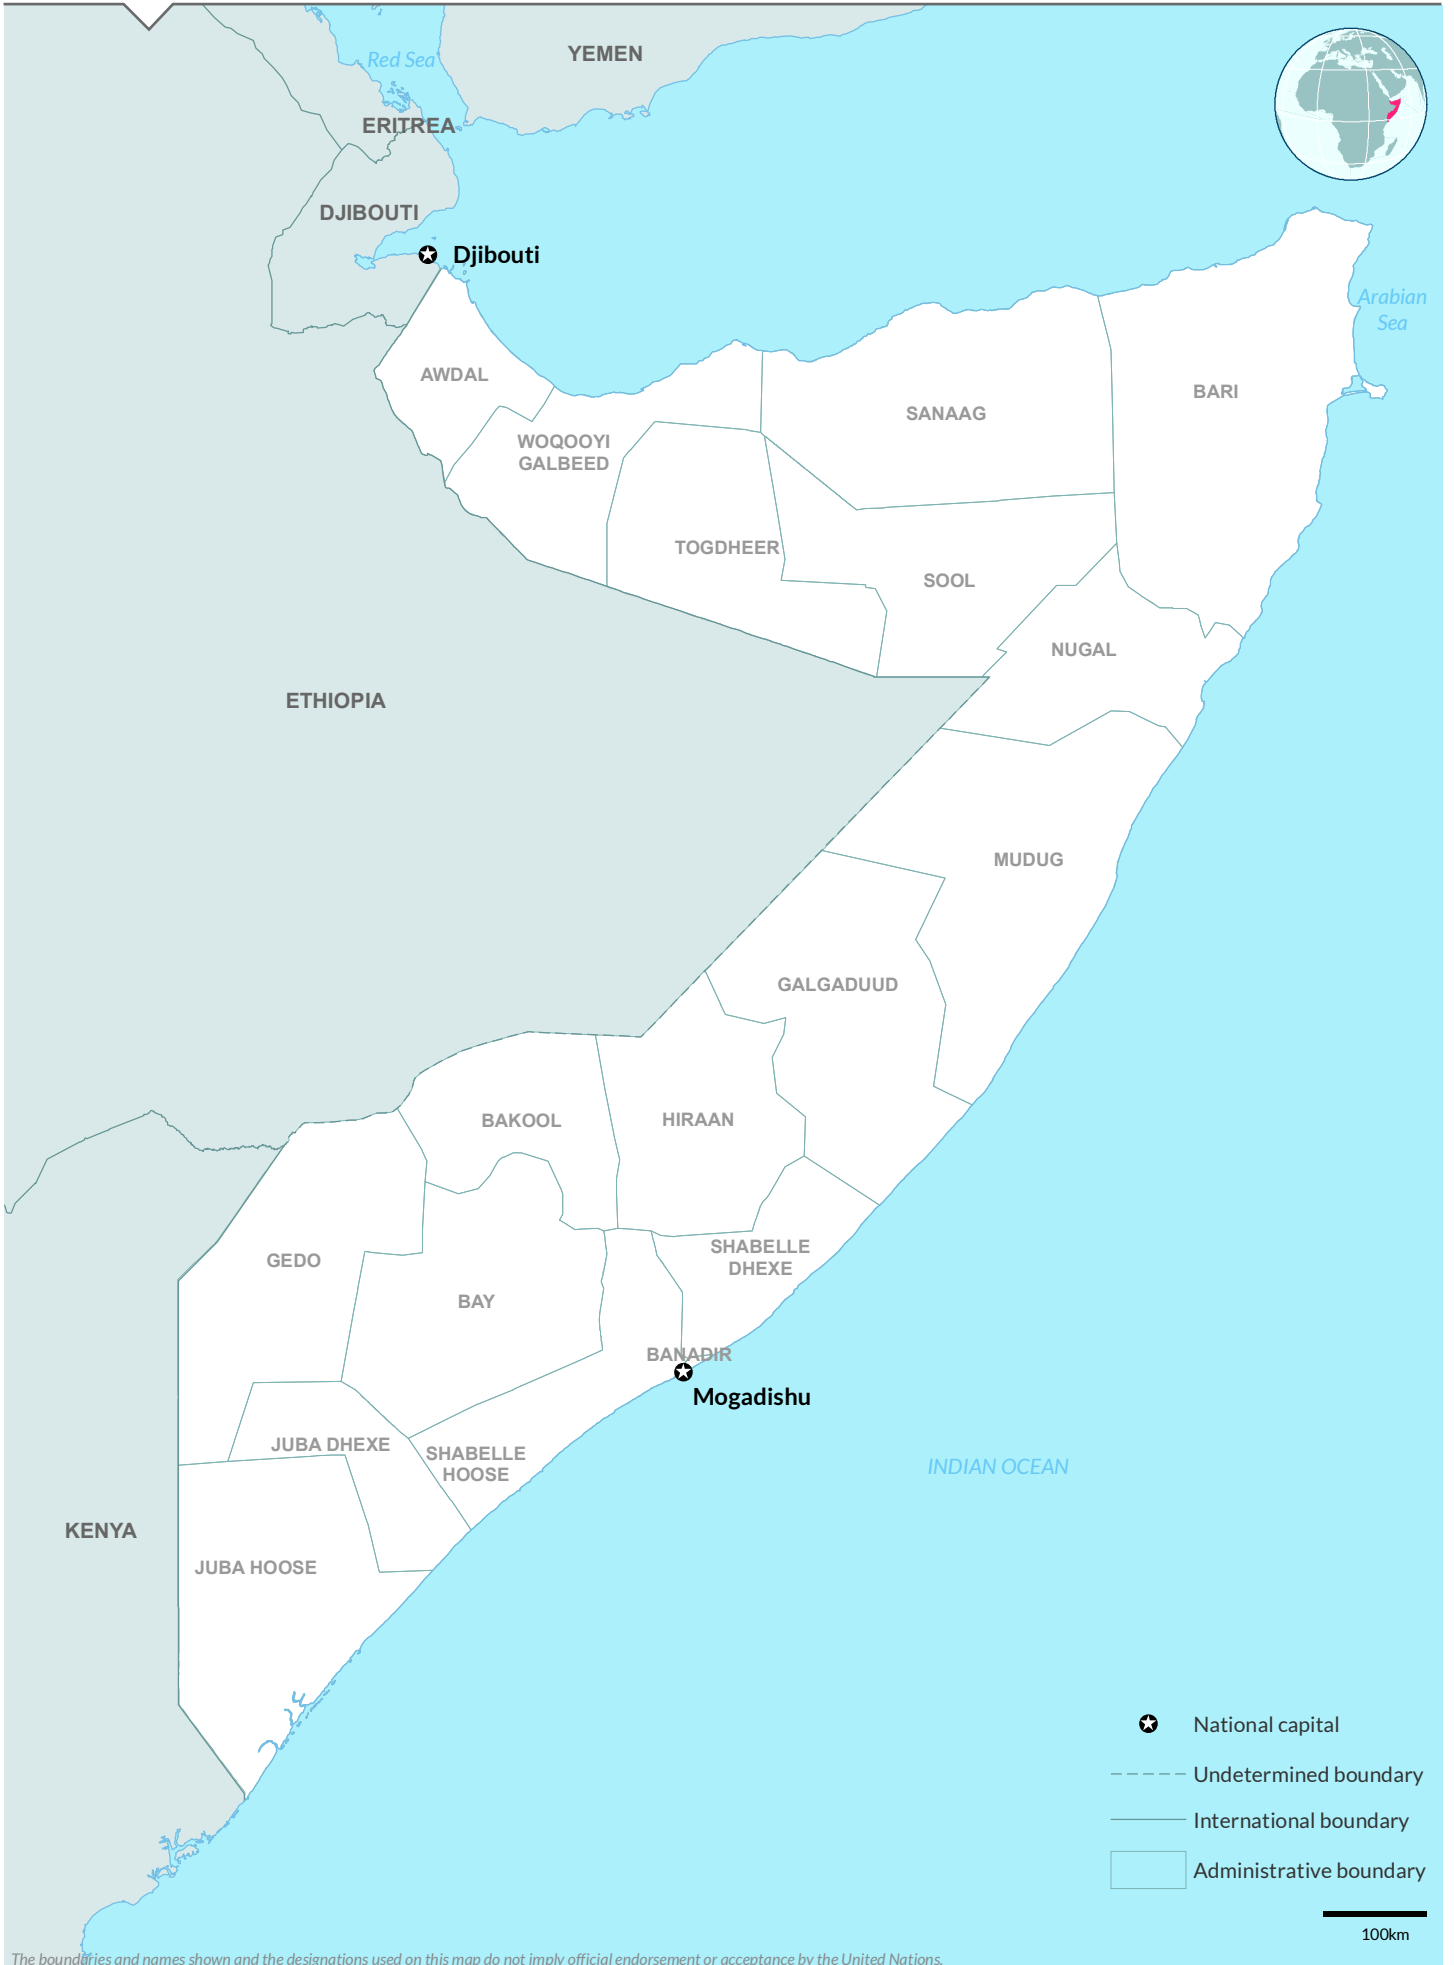 YEMEN
Red Sea
ERITREA
DJIBOUTI
Djibouti
Arabian
Sea
AWDAL
BARI
SANAAG
WOQOOYI
GALBEED
TOGDHEER
SOOL
NUGAL
ETHIOPIA
MUDUG
GALGADUUD
BAKOOL
HIRAAN
SHABELLE
DHEXE
GEDO
BAY
BANADIR
Mogadishu
JUBA DHEXE
SHABELLE
HOOSE
INDIAN OCEAN
KENYA
JUBA HOOSE
National capital
Undetermined boundary
International boundary
Administrative boundary
100km
The boundaries and names shown and the designations used on this map do not imply official endorsement or acceptance by the United Nations.